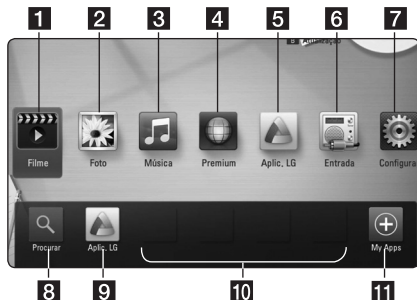 1 2 3 4 5 6 7
Atualização
Filme Foto Música Premium Aplic. LG Entrada Configura
Procurar Aplic. LG My Apps
8 9 10 11